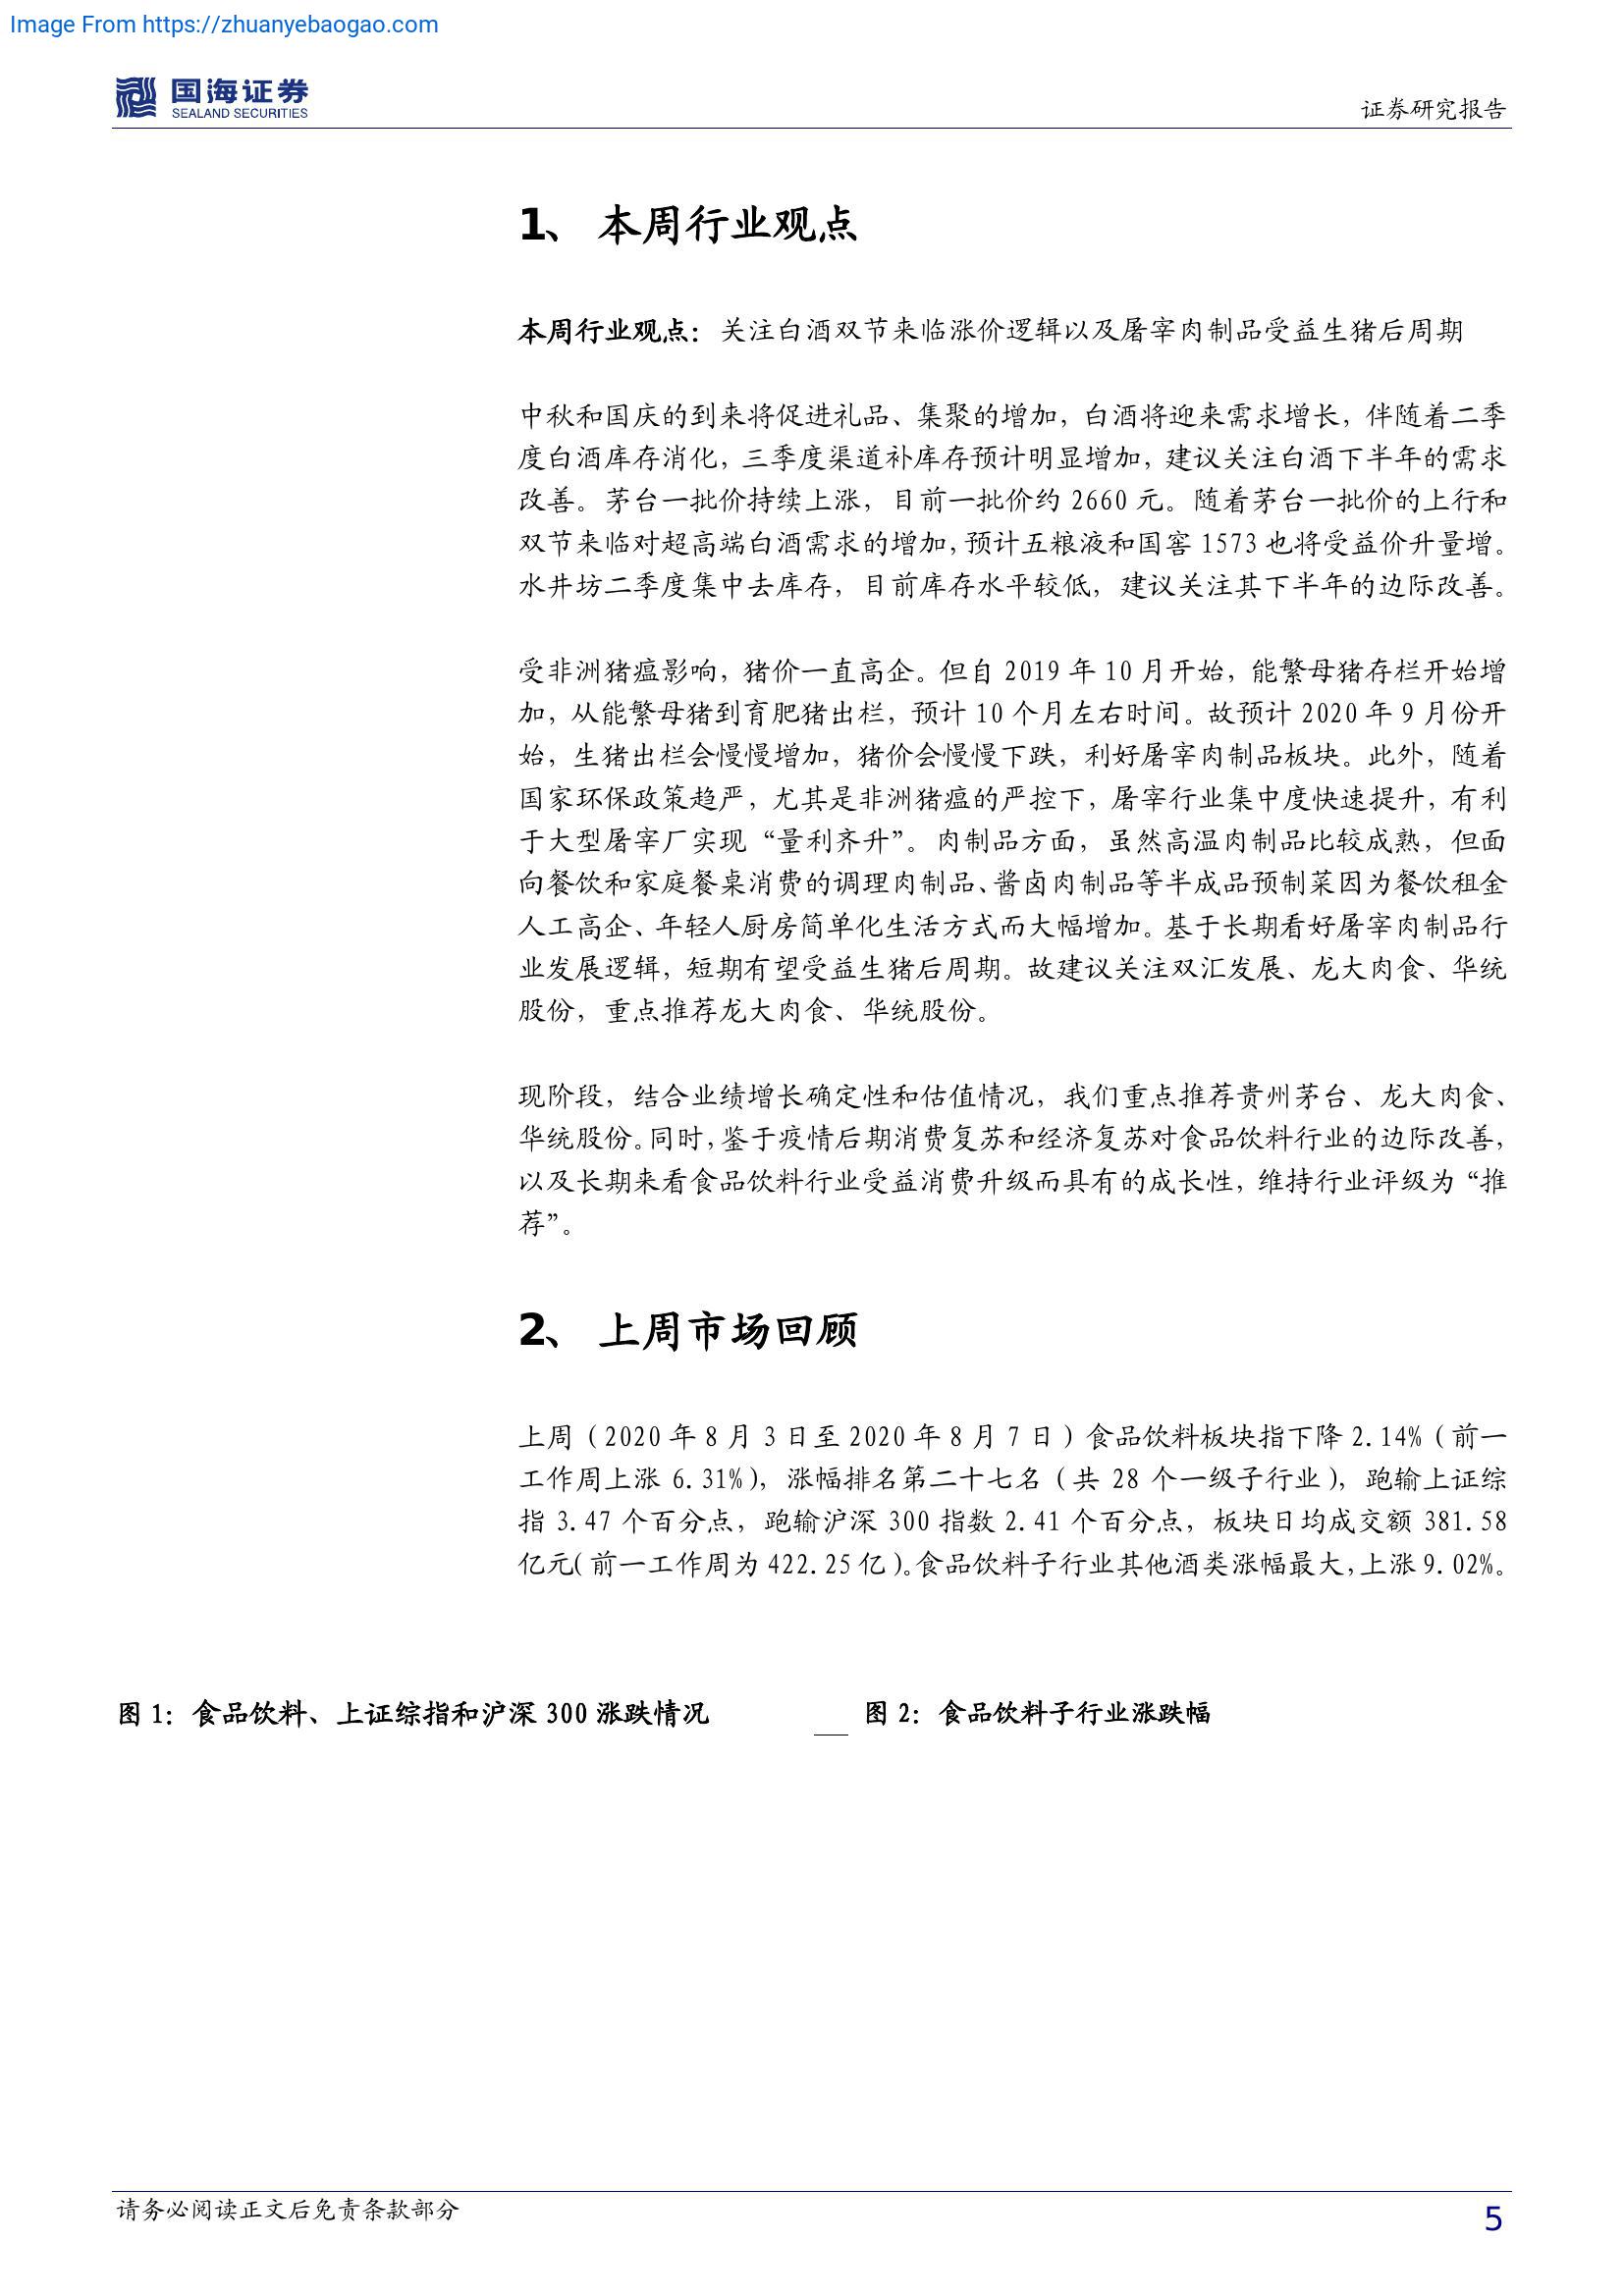 Image From https://zhuanyebaogao.com
国海证券
SEALAND SECURITIES
证券研究报告
1、 本周行业观点
本周行业观点：关注白酒双节来临涨价逻辑以及屠宰肉制品受益生猪后周期
中秋和国庆的到来将促进礼品、集聚的增加，白酒将迎来需求增长，伴随着二季
度白酒库存消化，三季度渠道补库存预计明显增加，建议关注白酒下半年的需求
改善。茅台一批价持续上涨，目前一批价约 2660 元。随着茅台一批价的上行和
双节来临对超高端白酒需求的增加，预计五粮液和国窖 1573 也将受益价升量增。
水井坊二季度集中去库存，目前库存水平较低，建议关注其下半年的边际改善。
受非洲猪瘟影响，猪价一直高企。但自 2019 年 10 月开始，能繁母猪存栏开始增
加，从能繁母猪到育肥猪出栏，预计 10 个月左右时间。故预计 2020 年 9 月份开
始，生猪出栏会慢慢增加，猪价会慢慢下跌，利好屠宰肉制品板块。此外，随着
国家环保政策趋严，尤其是非洲猪瘟的严控下，屠宰行业集中度快速提升，有利
于大型屠宰厂实现“量利齐升”。肉制品方面，虽然高温肉制品比较成熟，但面
向餐饮和家庭餐桌消费的调理肉制品、酱卤肉制品等半成品预制菜因为餐饮租金
人工高企、年轻人厨房简单化生活方式而大幅增加。基于长期看好屠宰肉制品行
业发展逻辑，短期有望受益生猪后周期。故建议关注双汇发展、龙大肉食、华统
股份，重点推荐龙大肉食、华统股份。
现阶段，结合业绩增长确定性和估值情况，我们重点推荐贵州茅台、龙大肉食、
华统股份。同时，鉴于疫情后期消费复苏和经济复苏对食品饮料行业的边际改善，
以及长期来看食品饮料行业受益消费升级而具有的成长性，维持行业评级为“推
荐”。
2、 上周市场回顾
上周（2020 年 8 月 3 日至 2020 年 8 月 7 日）食品饮料板块指下降 2.14%（前一
工作周上涨 6.31%），涨幅排名第二十七名（共 28 个一级子行业），跑输上证综
指 3.47 个百分点，跑输沪深 300 指数 2.41 个百分点，板块日均成交额 381.58
亿元（前一工作周为 422.25 亿）。食品饮料子行业其他酒类涨幅最大，上涨 9.02%。
图 1：食品饮料、上证综指和沪深 300 涨跌情况
图 2：食品饮料子行业涨跌幅
请务必阅读正文后免责条款部分
5